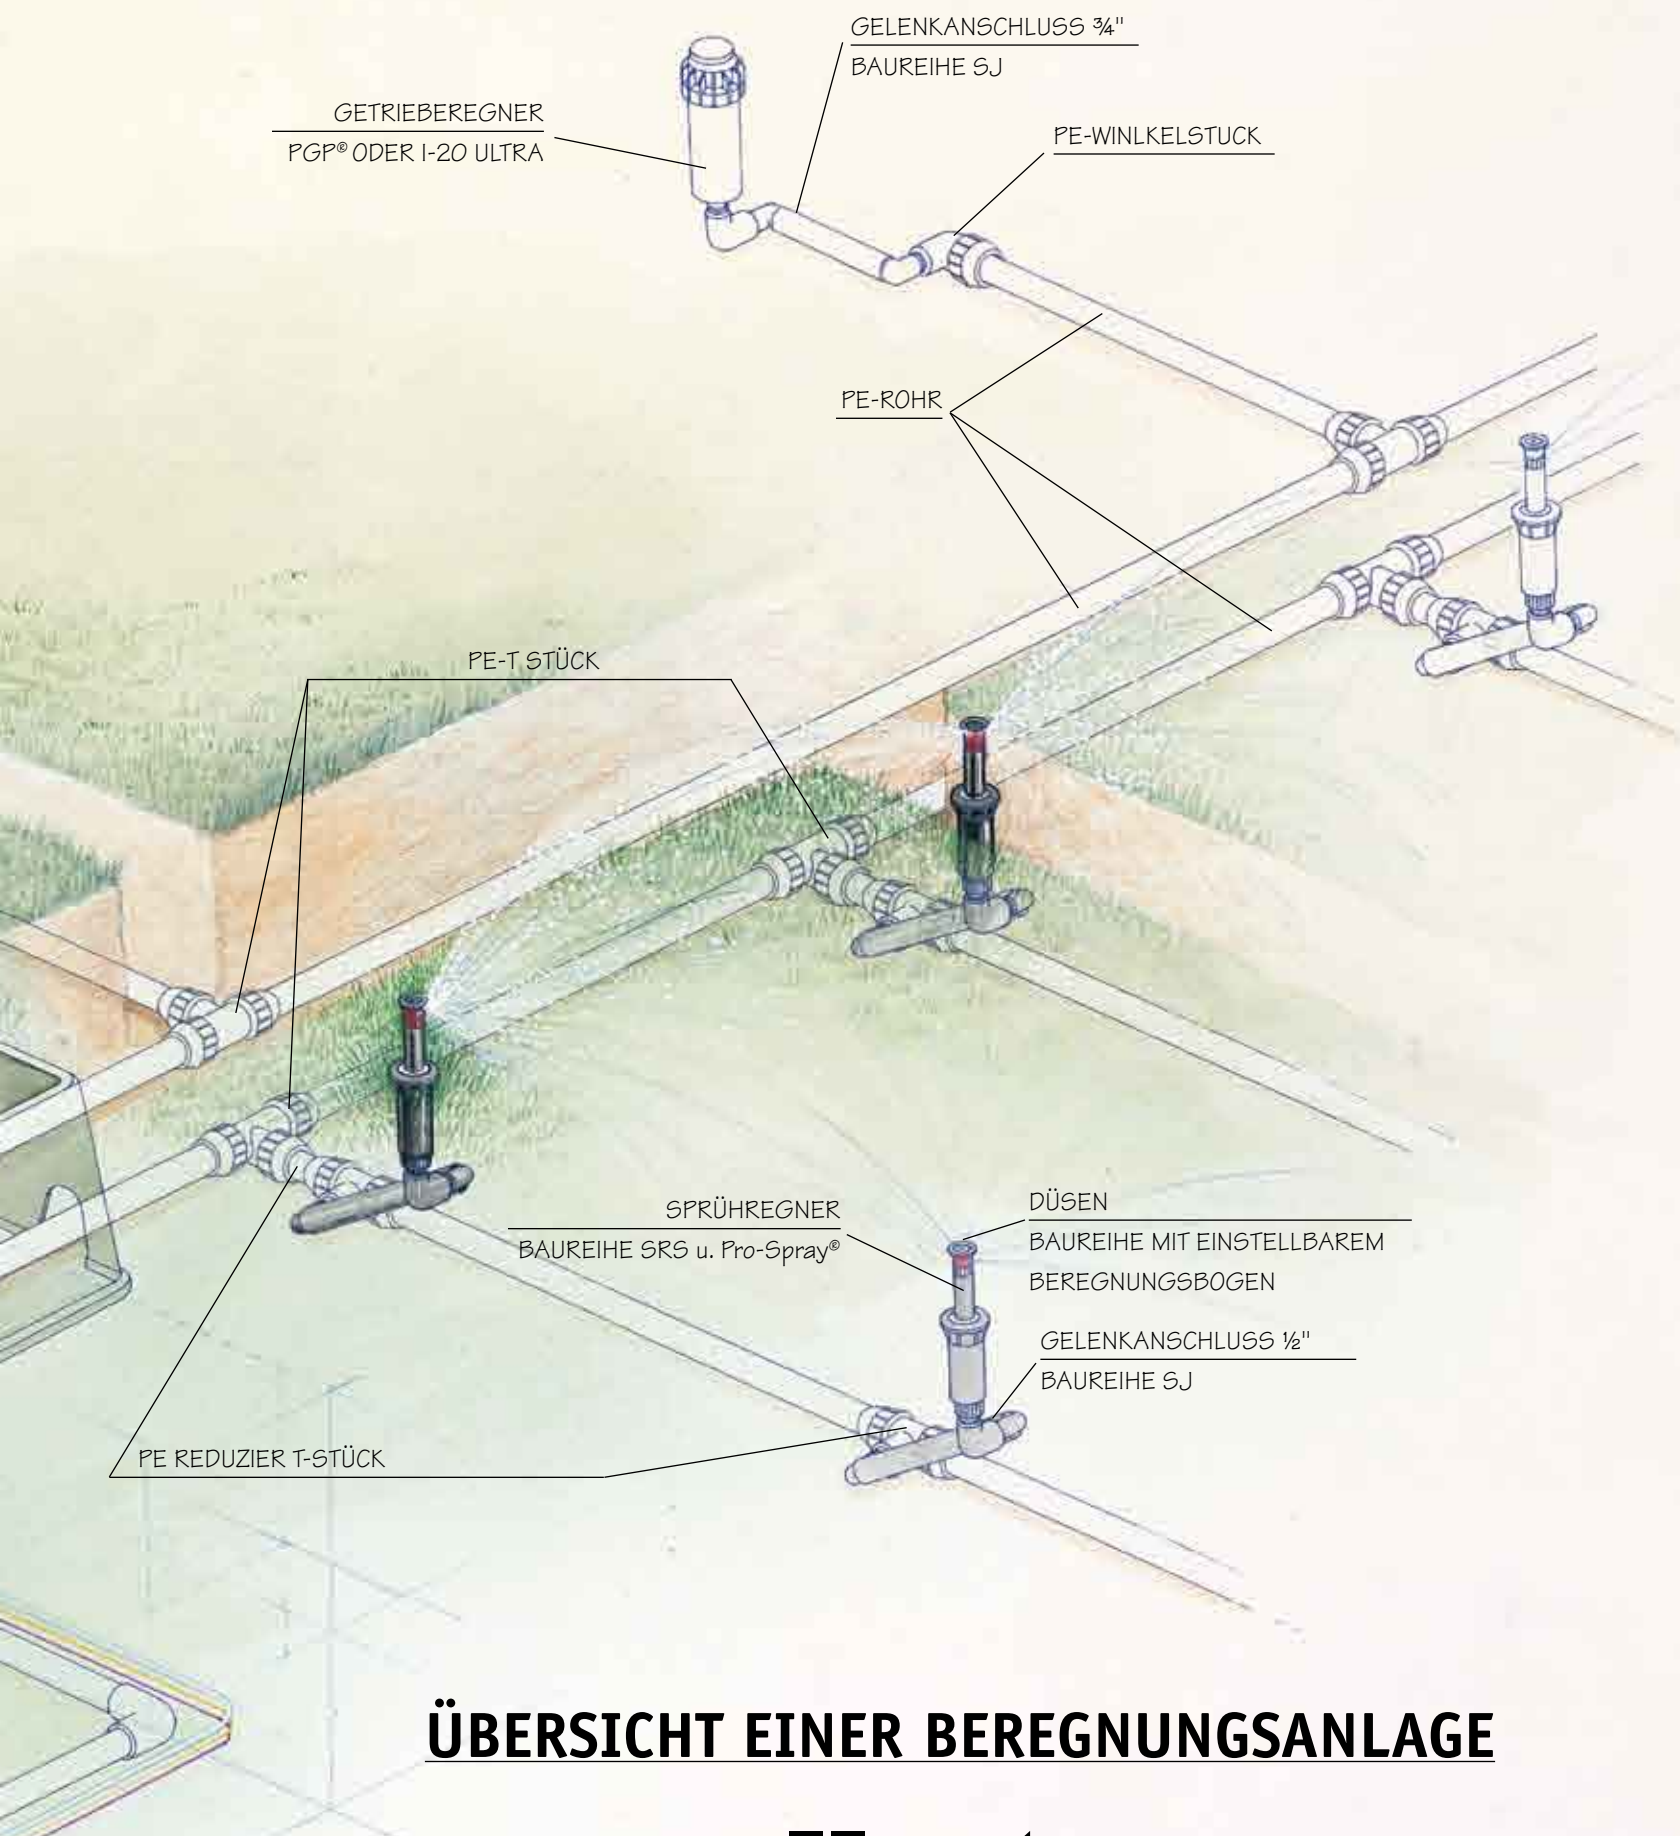 GELENKANSCHLUSS ¾"
BAUREIHE SJ
GETRIEBEREGNER
PGP® ODER I-20 ULTRA
PE-WINLKELSTUCK
PE-ROHR
PE-T STÜCK
SPRÜHREGNER
BAUREIHE SRS u. Pro-Spray®
DÜSEN
BAUREIHE MIT EINSTELLBAREM
BEREGNUNGSBOGEN
GELENKANSCHLUSS ½"
BAUREIHE SJ
PE REDUZIER T-STÜCK
ÜBERSICHT EINER BEREGNUNGSANLAGE